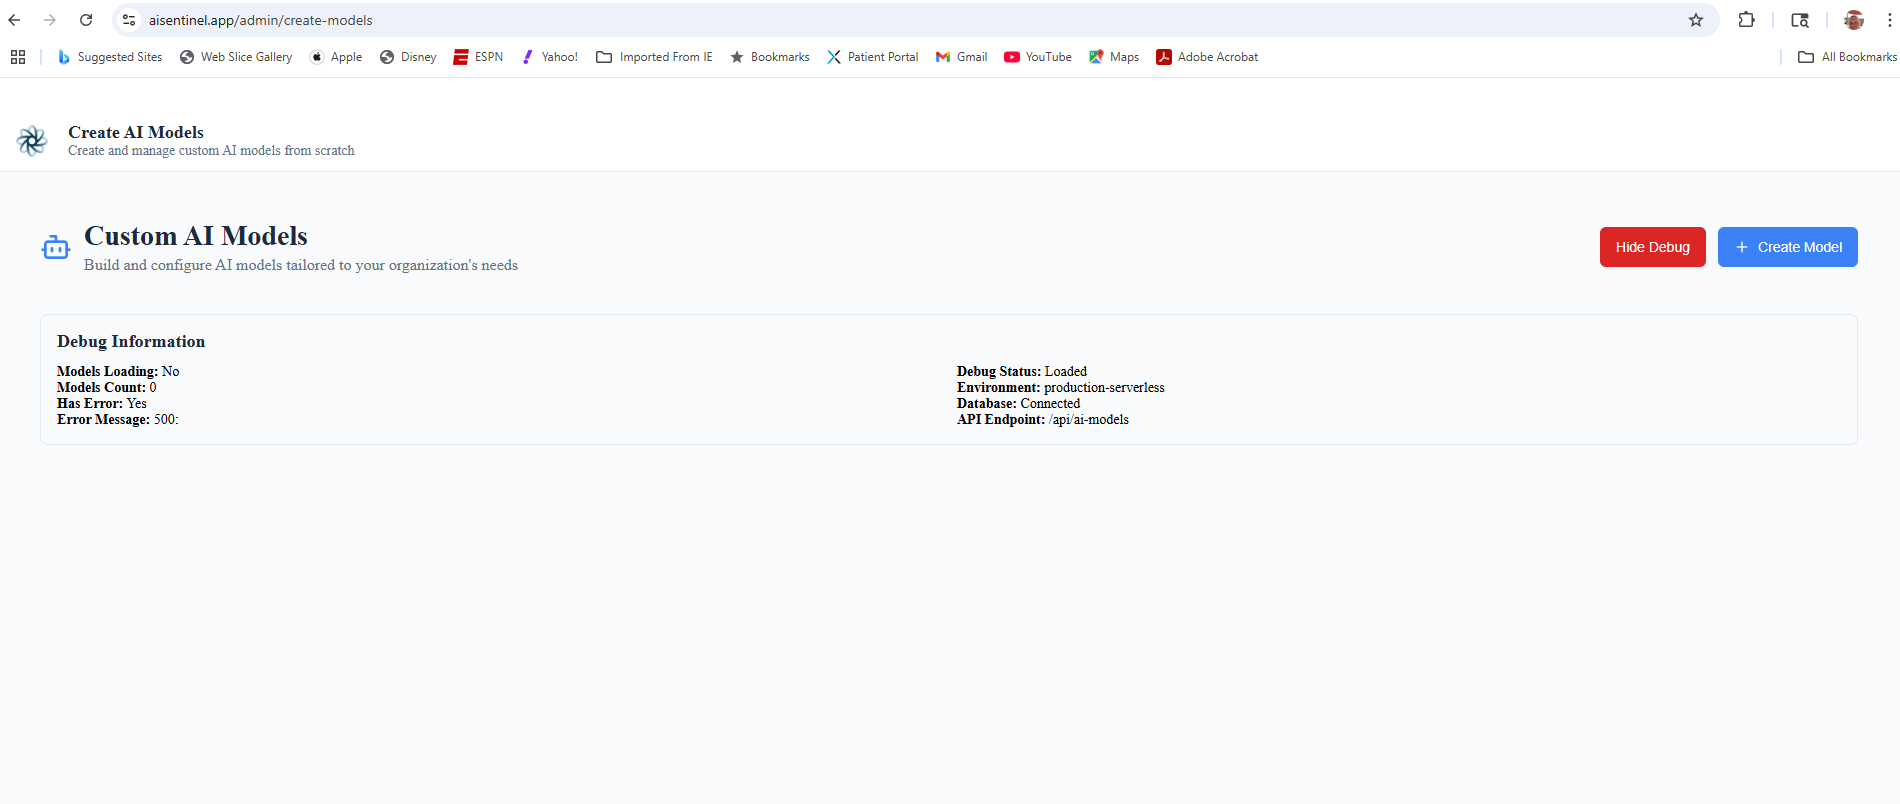 aisentinel.app/admin/create-models
Suggested Sites Web Slice Gallery Apple Disney ESPN Yahoo! Imported From IE Bookmarks Patient Portal Gmail YouTube Maps Adobe Acrobat All Bookmarks
Create AI Models
Create and manage custom AI models from scratch
Custom AI Models
Build and configure AI models tailored to your organization's needs
Hide Debug
Create Model
Debug Information
Models Loading: No
Models Count: 0
Has Error: Yes
Error Message: 500:
Debug Status: Loaded
Environment: production-serverless
Database: Connected
API Endpoint: /api/ai-models